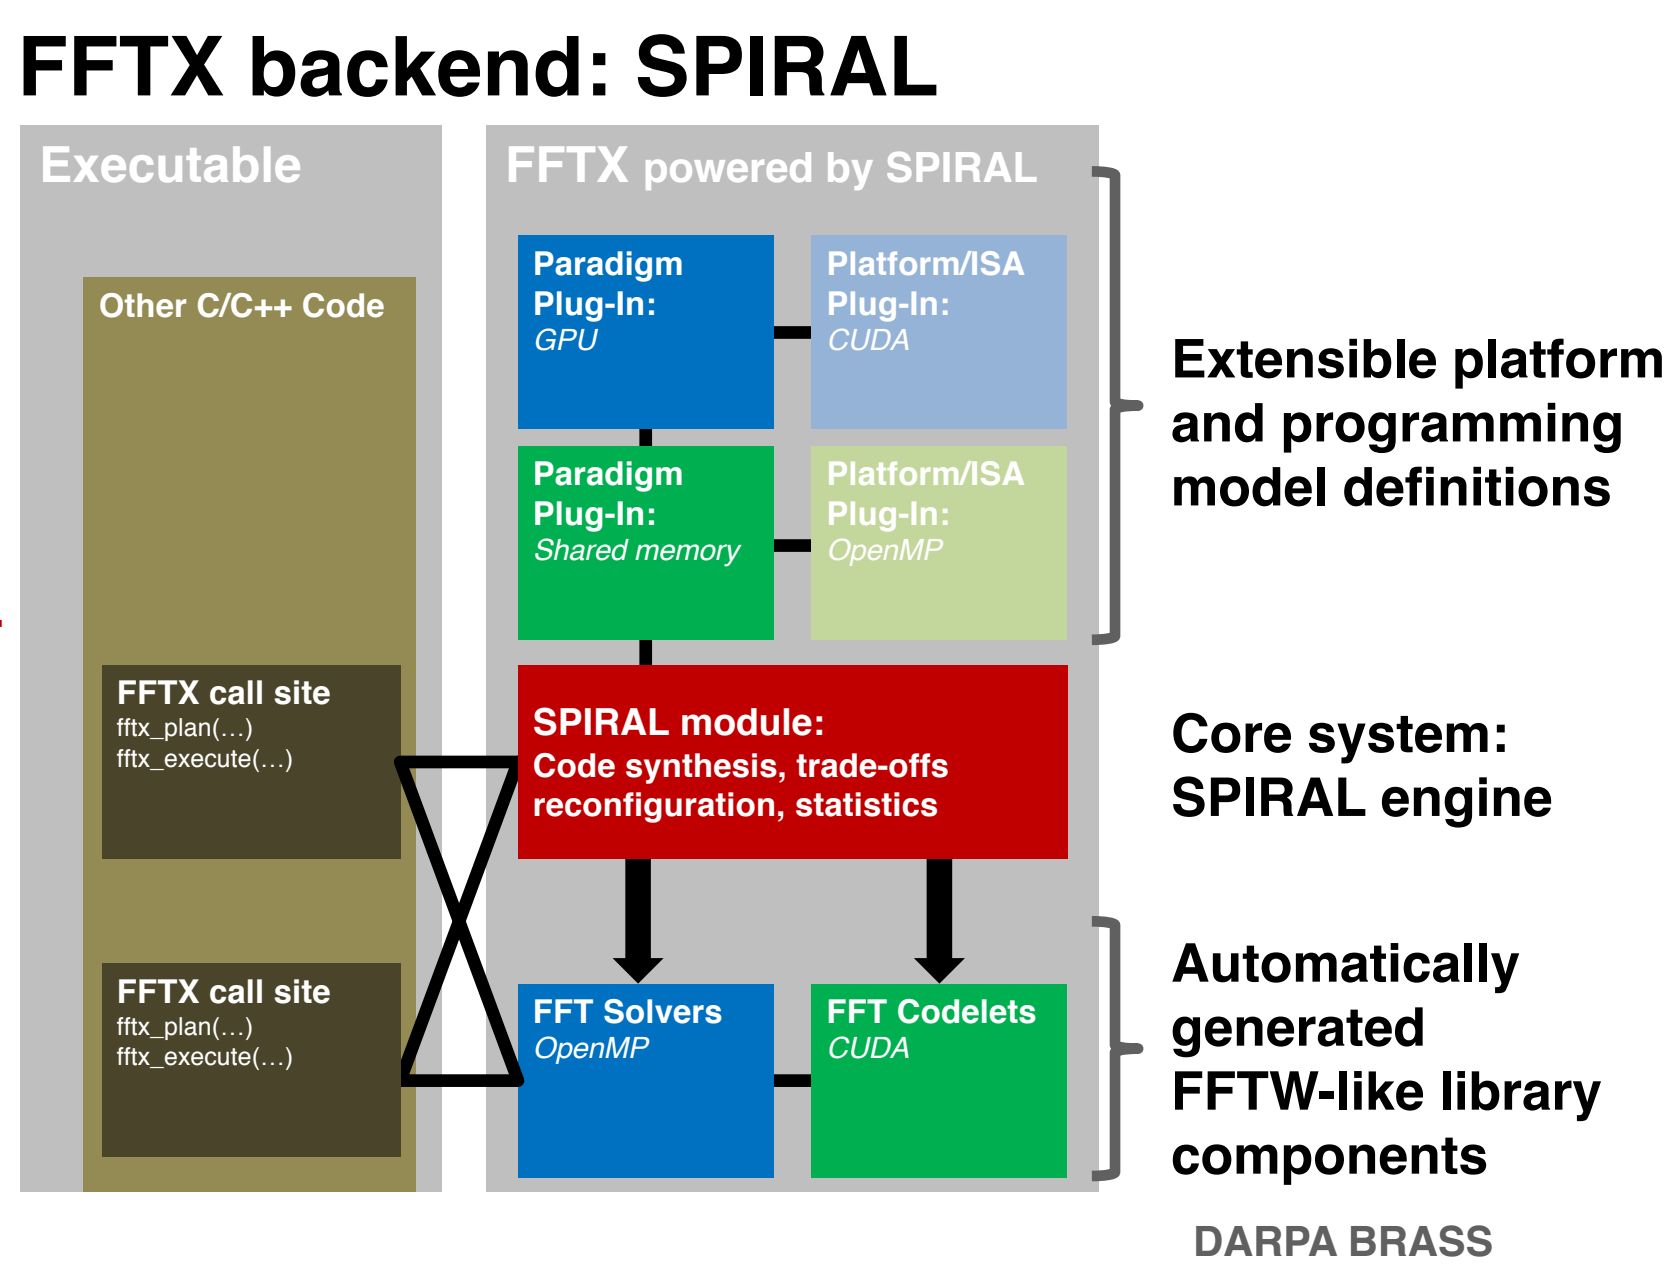 FFTX backend: SPIRAL
Executable
Other C/C++ Code
FFTX call site
fftx_plan(…)
fftx_execute(…)
FFTX call site
fftx_plan(…)
fftx_execute(…)
FFTX powered by SPIRAL
Paradigm
Plug-In:
GPU
Platform/ISA
Plug-In:
CUDA
Paradigm
Plug-In:
Shared memory
Platform/ISA
Plug-In:
OpenMP
SPIRAL module:
Code synthesis, trade-offs
reconfiguration, statistics
FFT Solvers
OpenMP
FFT Codelets
CUDA
Extensible platform
and programming
model definitions
Core system:
SPIRAL engine
Automatically
generated
FFTW-like library
components
DARPA BRASS